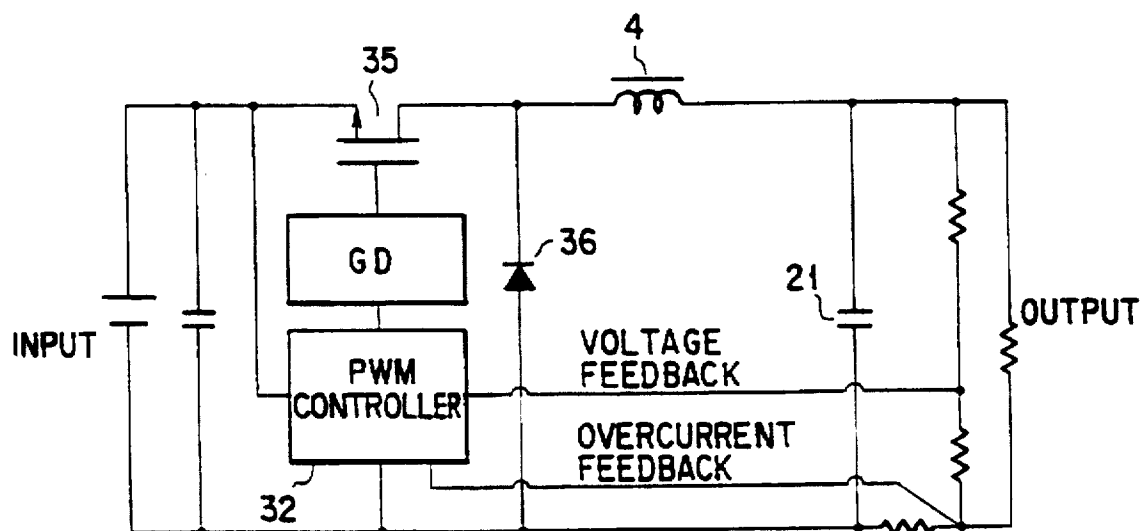 4
35
GD
36
21
INPUT
OUTPUT
VOLTAGE
FEEDBACK
PWM
CONTROLLER
OVERCURRENT
FEEDBACK
32